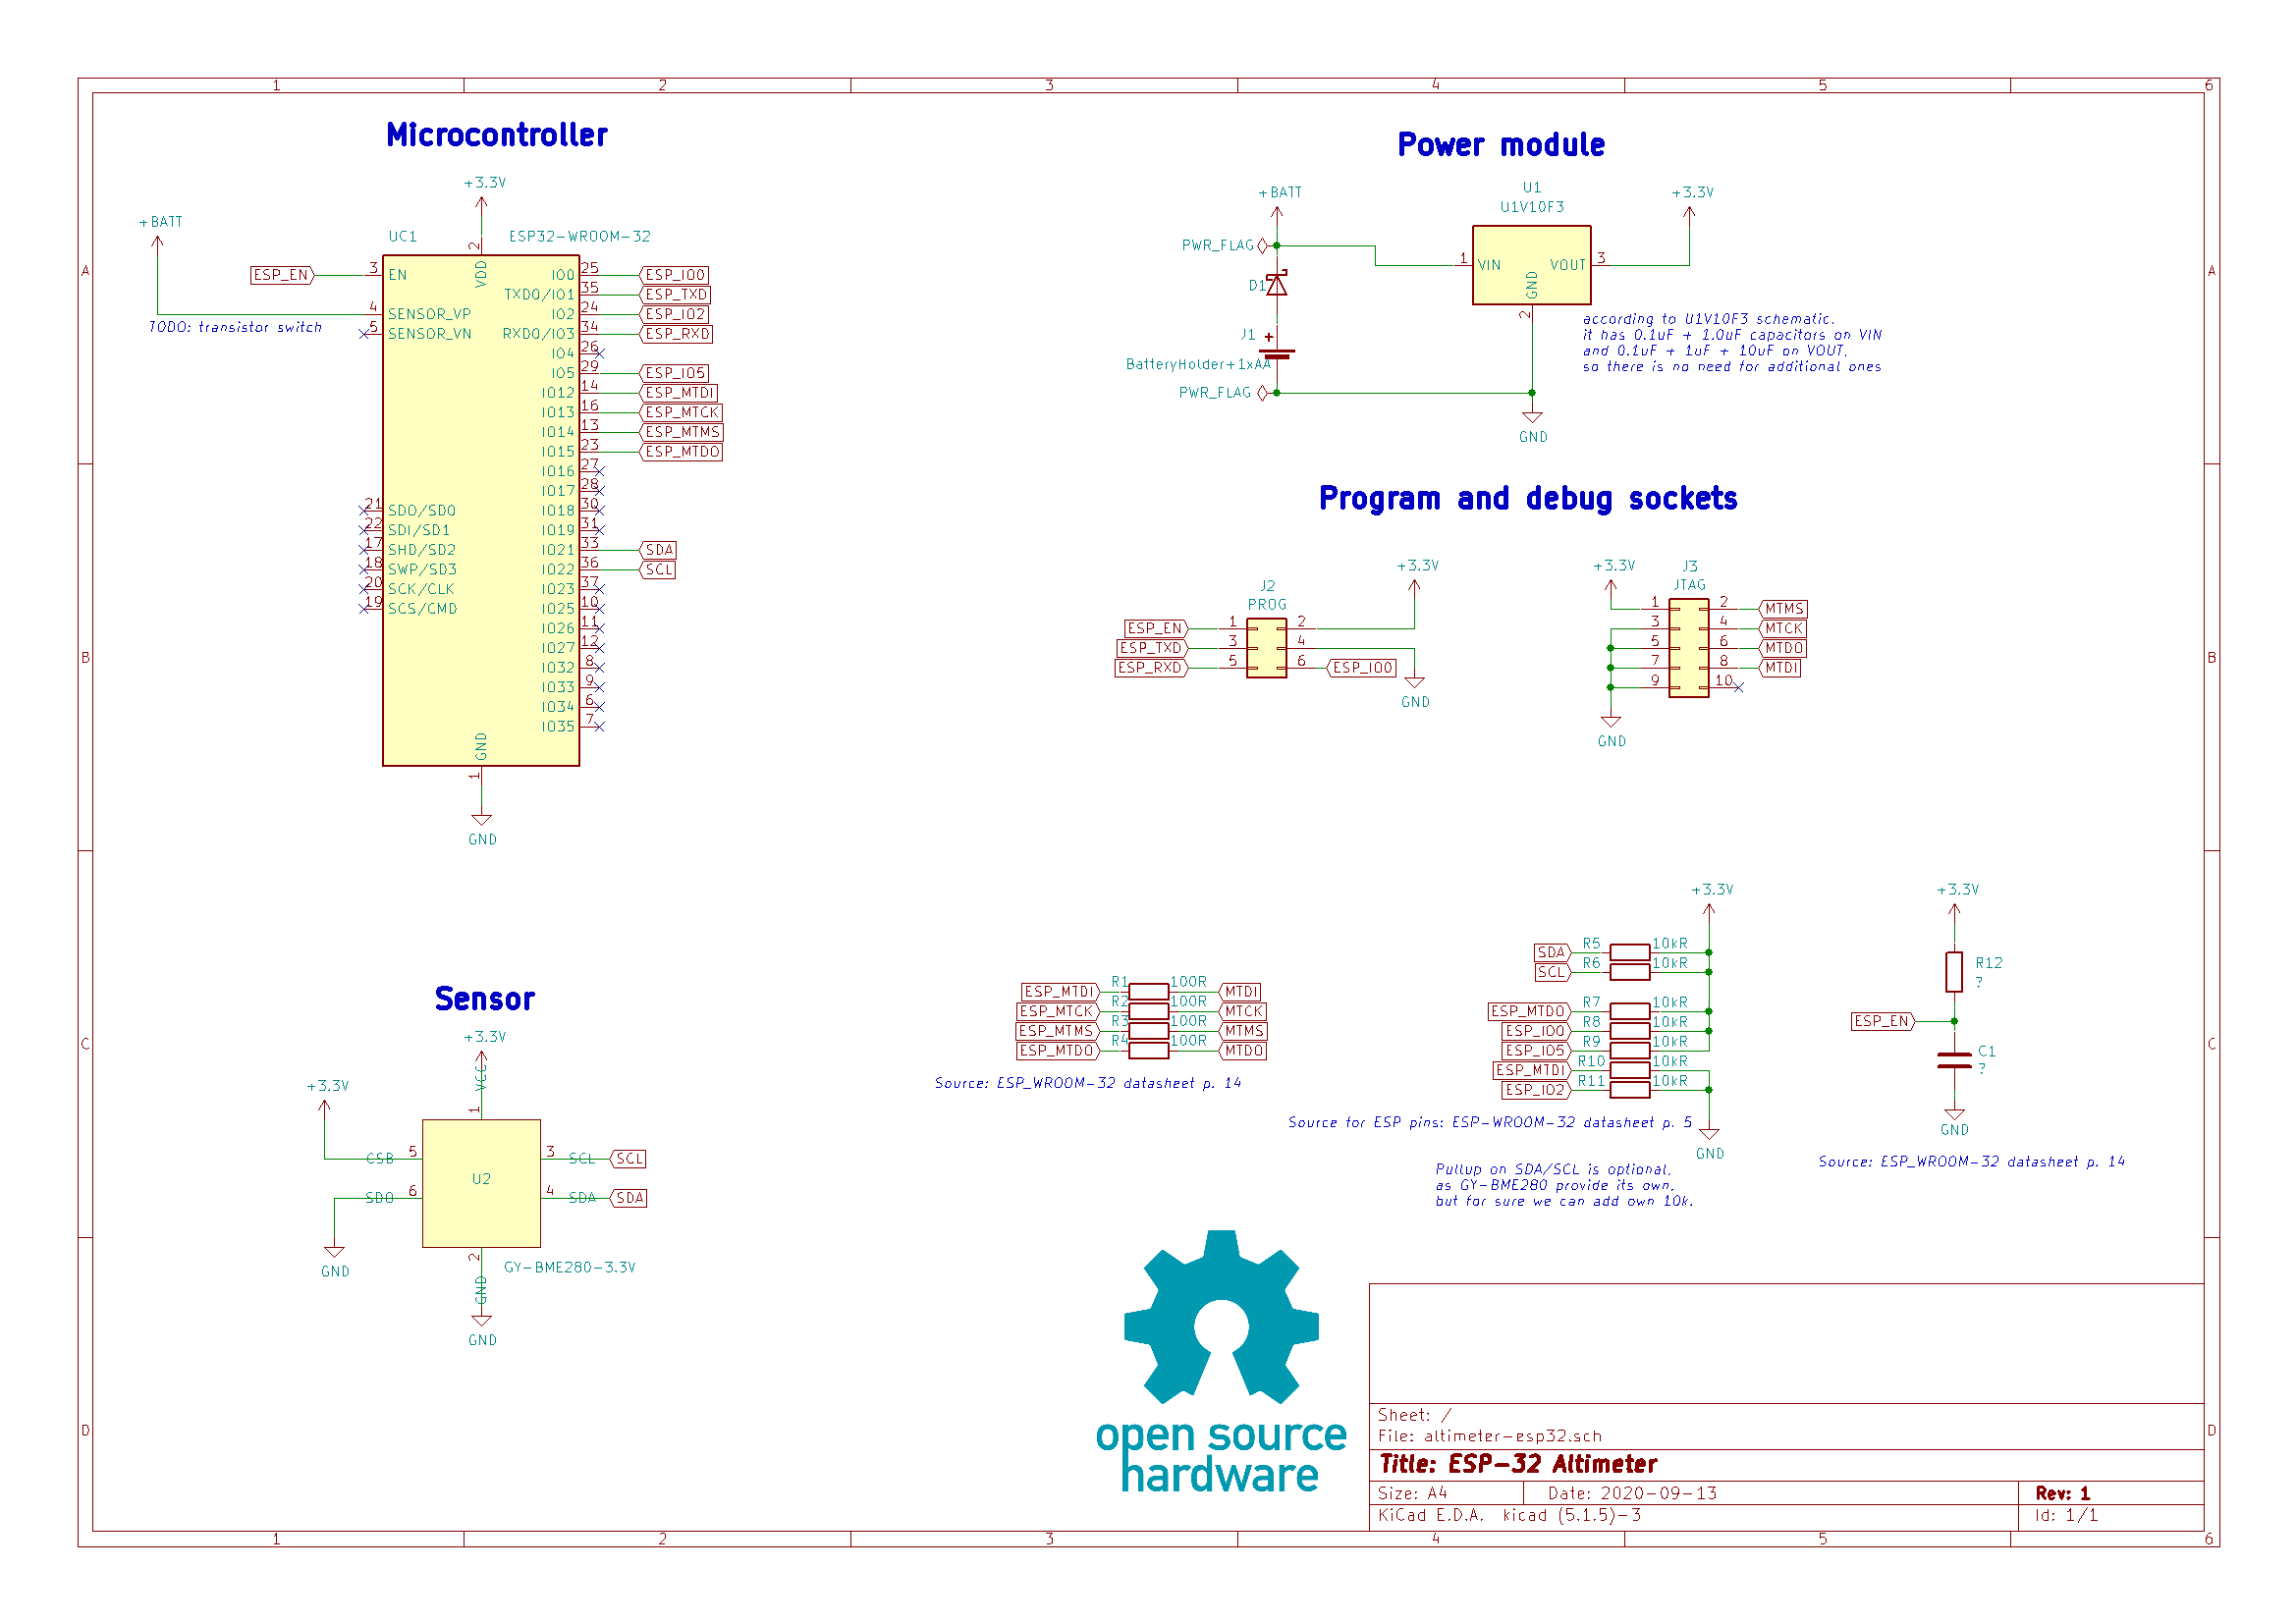 1 2 3 4 5 6
A
B
C
D
A
B
C
D
1 2 3 4 5 6
Microcontroller
+3.3V
+BATT
UC1
ESP32-WROOM-32
2
VDD
ESP_EN
3
EN
4
SENSOR_VP
TODO: transistor switch
5
SENSOR_VN
21
SDO/SD0
22
SDI/SD1
17
SHD/SD2
18
SWP/SD3
20
SCK/CLK
19
SCS/CMD
IO0
25
ESP_IO0
TXD0/IO1
35
ESP_TXD
IO2
24
ESP_IO2
RXD0/IO3
34
ESP_RXD
IO4
26
IO5
29
ESP_IO5
IO12
14
ESP_MTDI
IO13
16
ESP_MTCK
IO14
13
ESP_MTMS
IO15
23
ESP_MTDO
IO16
27
IO17
28
IO18
30
IO19
31
IO21
33
SDA
IO22
36
SCL
IO23
37
IO25
10
IO26
11
IO27
12
IO32
8
IO33
9
IO34
6
IO35
7
GND
1
GND
Power module
+BATT
PWR_FLAG
D1
J1
+
BatteryHolder+1xAA
PWR_FLAG
U1
U1V10F3
1
VIN
VOUT
3
GND
2
+3.3V
GND
according to U1V10F3 schematic,
it has 0.1uF + 1.0uF capacitors on VIN
and 0.1uF + 1uF + 10uF on VOUT,
so there is no need for additional ones
Program and debug sockets
J2
PROG
+3.3V
ESP_EN
1
2
ESP_TXD
3
4
ESP_RXD
5
6
ESP_IO0
GND
+3.3V
J3
JTAG
1
2
MTMS
3
4
MTCK
5
6
MTDO
7
8
MTDI
9
10
GND
Sensor
+3.3V
+3.3V
VCC
1
CSB
5
3
SCL
SCL
U2
SDO
6
4
SDA
SDA
2
GND
GY-BME280-3.3V
GND
GND
ESP_MTDI
R1
100R
MTDI
ESP_MTCK
R2
100R
MTCK
ESP_MTMS
R3
100R
MTMS
ESP_MTDO
R4
100R
MTDO
Source: ESP_WROOM-32 datasheet p. 14
+3.3V
SDA
R5
10kR
SCL
R6
10kR
ESP_MTDO
R7
10kR
ESP_IO0
R8
10kR
ESP_IO5
R9
10kR
ESP_MTDI
R10
10kR
ESP_IO2
R11
10kR
Source for ESP pins: ESP-WROOM-32 datasheet p. 5
GND
Pullup on SDA/SCL is optional,
as GY-BME280 provide its own,
but for sure we can add own 10k.
+3.3V
R12
?
ESP_EN
C1
?
GND
Source: ESP_WROOM-32 datasheet p. 14
open source
hardware
Sheet: /
File: altimeter-esp32.sch
Title: ESP-32 Altimeter
Size: A4 Date: 2020-09-13 Rev: 1
KiCad E.D.A. kicad (5.1.5)-3 Id: 1/1